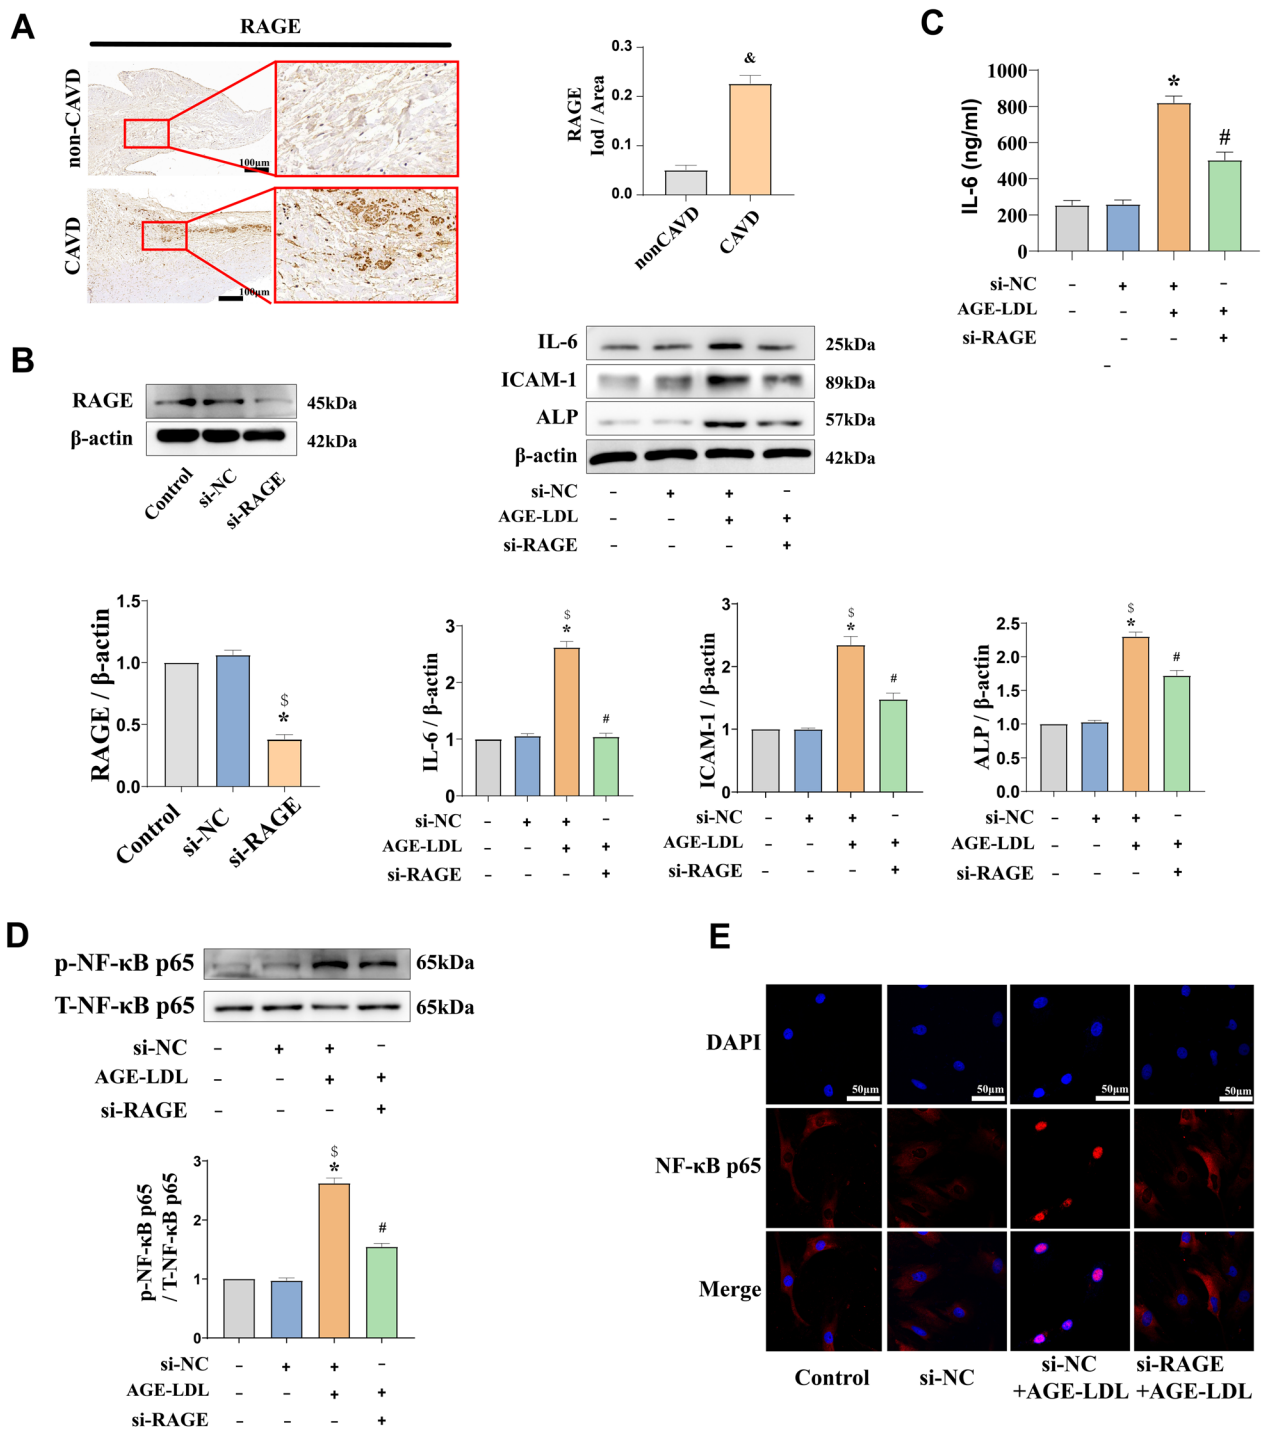 A
RAGE
non-CAVD
100μm
CAVD
100μm
RAGE
Iod / Area
0.3
0.2
0.1
0.0
&
nonCAVD
CAVD
C
IL-6 (ng/ml)
1000
800
600
400
200
0
*
#
si-NC – + + –
AGE-LDL – – + +
si-RAGE – – +
–
B
RAGE 45kDa
β-actin 42kDa
Control
si-NC
si-RAGE
IL-6 25kDa
ICAM-1 89kDa
ALP 57kDa
β-actin 42kDa
si-NC – + + –
AGE-LDL – – + +
si-RAGE – – – +
RAGE / β-actin
1.5
1.0
0.5
0.0
$
*
Control
si-NC
si-RAGE
IL-6 / β-actin
3
2
1
0
$
*
#
si-NC – + + –
AGE-LDL – – + +
si-RAGE – – – +
ICAM-1 / β-actin
3
2
1
0
$
*
#
si-NC – + + –
AGE-LDL – – + +
si-RAGE – – – +
ALP / β-actin
2.5
2.0
1.5
1.0
0.5
0.0
$
*
#
si-NC – + + –
AGE-LDL – – + +
si-RAGE – – – +
D
p-NF-κB p65 65kDa
T-NF-κB p65 65kDa
si-NC – + + –
AGE-LDL – – + +
si-RAGE – – – +
p-NF-κB p65
/ T-NF-κB p65
3
2
1
0
$
*
#
si-NC – + + –
AGE-LDL – – + +
si-RAGE – – – +
E
DAPI
50μm 50μm 50μm 50μm
NF-κB p65
Merge
Control
si-NC
si-NC
+AGE-LDL
si-RAGE
+AGE-LDL